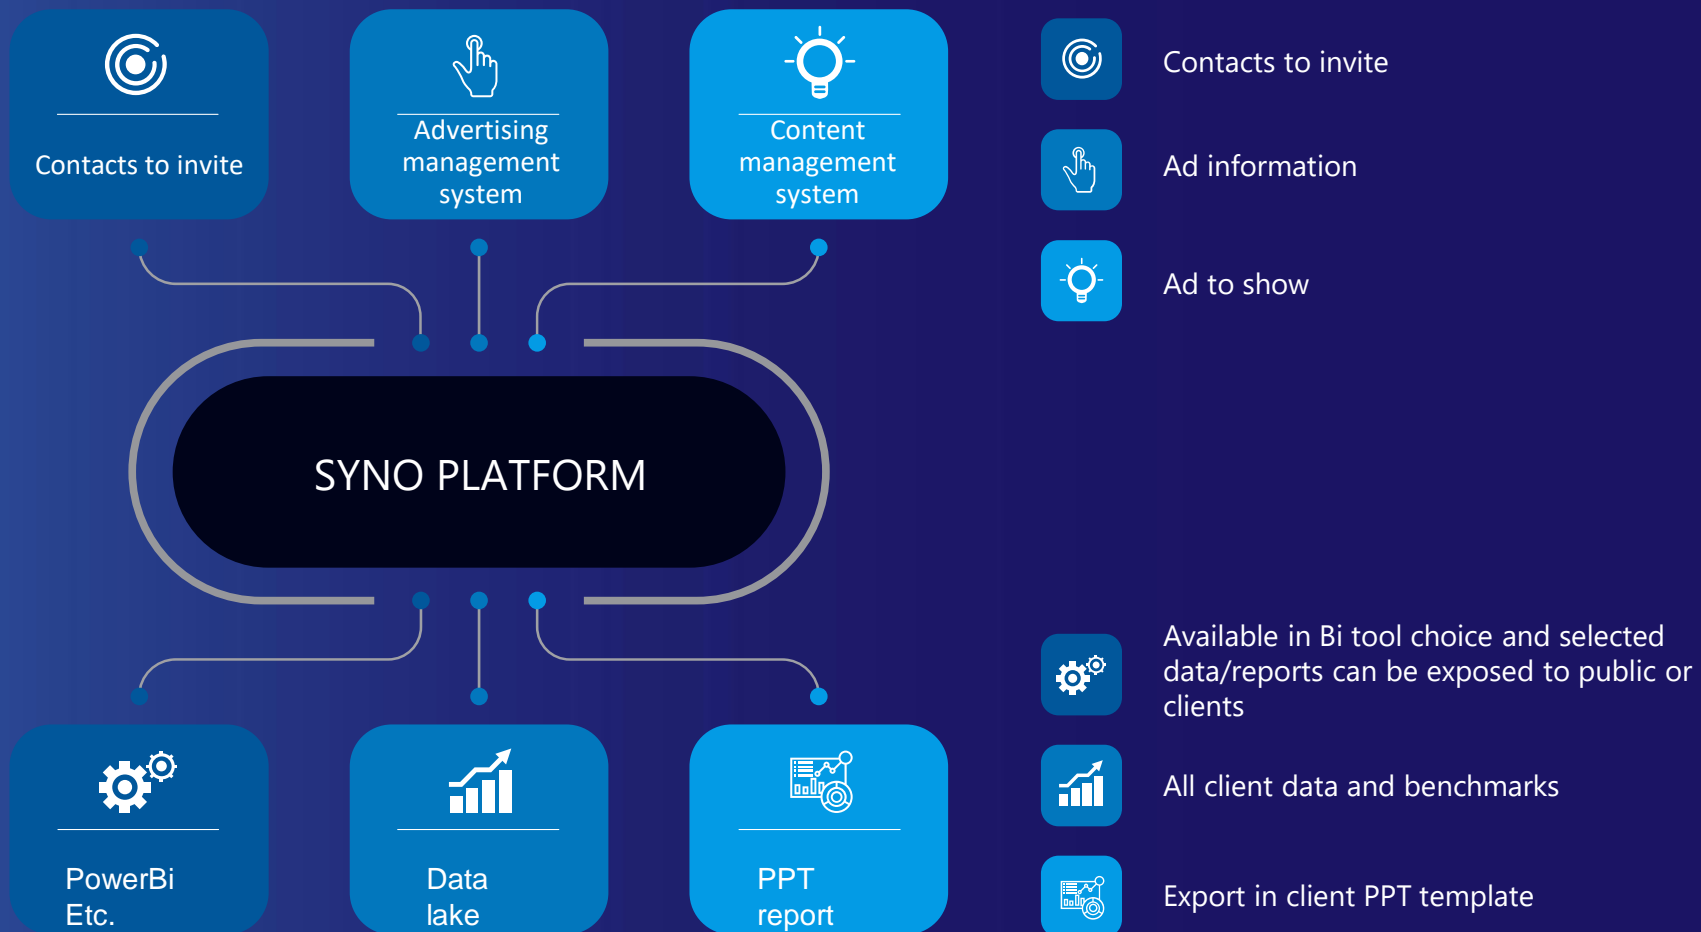 Contacts to invite
Advertising
management
system
Content
management
system
Contacts to invite
Ad information
Ad to show
SYNO PLATFORM
PowerBi
Etc.
Data
lake
PPT
report
Available in Bi tool choice and selected
data/reports can be exposed to public or
clients
All client data and benchmarks
Export in client PPT template